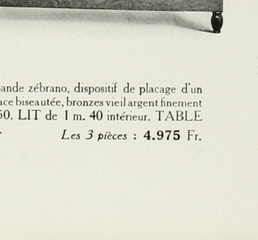 ande zébrano, dispositif de placage d'un
ace biseautée, bronzes vieil argent finement
50. LIT de 1 m. 40 intérieur. TABLE
Les 3 pièces : 4.975 Fr.